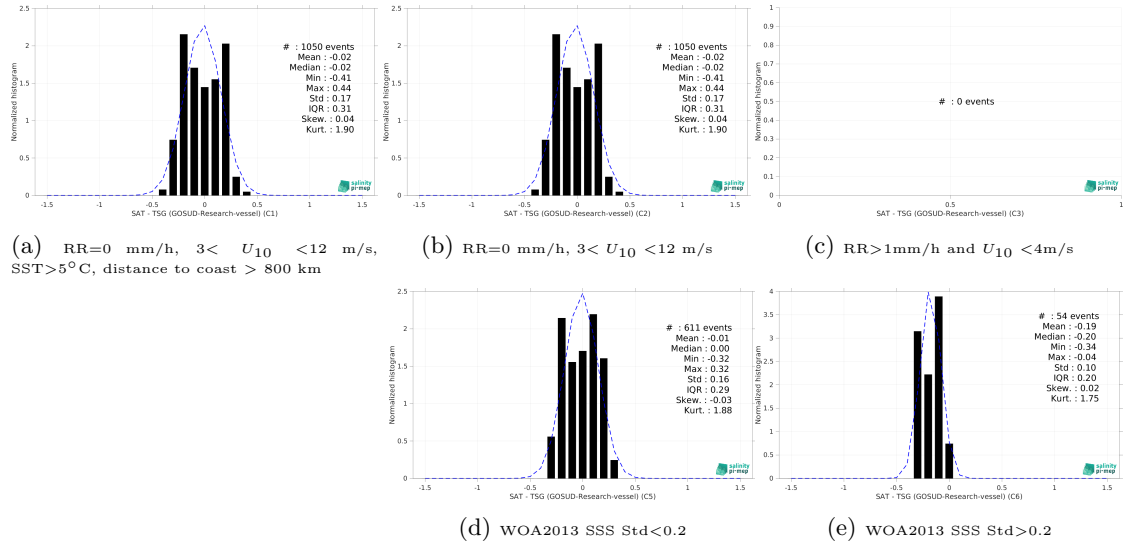 2.5
2
1.5
1
0.5
0
Normalized histogram
# : 1050 events
Mean : -0.02
Median : -0.02
Min : -0.41
Max : 0.44
Std : 0.17
IQR : 0.31
Skew. : 0.04
Kurt. : 1.90
salinity
pi-mep
-1.5 -1 -0.5 0 0.5 1 1.5
SAT - TSG (GOSUD-Research-vessel) (C1)
(a) RR=0 mm/h, 3< U10 <12 m/s,
SST>5°C, distance to coast > 800 km
2.5
2
1.5
1
0.5
0
Normalized histogram
# : 1050 events
Mean : -0.02
Median : -0.02
Min : -0.41
Max : 0.44
Std : 0.17
IQR : 0.31
Skew. : 0.04
Kurt. : 1.90
salinity
pi-mep
-1.5 -1 -0.5 0 0.5 1 1.5
SAT - TSG (GOSUD-Research-vessel) (C2)
(b) RR=0 mm/h, 3< U10 <12 m/s
1
0.9
0.8
0.7
0.6
0.5
0.4
0.3
0.2
0.1
0
Normalized histogram
# : 0 events
salinity
pi-mep
0 0.5 1
SAT - TSG (GOSUD-Research-vessel) (C3)
(c) RR>1mm/h and U10 <4m/s
2.5
2
1.5
1
0.5
0
Normalized histogram
# : 611 events
Mean : -0.01
Median : 0.00
Min : -0.32
Max : 0.32
Std : 0.16
IQR : 0.29
Skew. : -0.03
Kurt. : 1.88
salinity
pi-mep
-1.5 -1 -0.5 0 0.5 1 1.5
SAT - TSG (GOSUD-Research-vessel) (C5)
(d) WOA2013 SSS Std<0.2
4
3.5
3
2.5
2
1.5
1
0.5
0
Normalized histogram
# : 54 events
Mean : -0.19
Median : -0.20
Min : -0.34
Max : -0.04
Std : 0.10
IQR : 0.20
Skew. : 0.02
Kurt. : 1.75
salinity
pi-mep
-1.5 -1 -0.5 0 0.5 1 1.5
SAT - TSG (GOSUD-Research-vessel) (C6)
(e) WOA2013 SSS Std>0.2